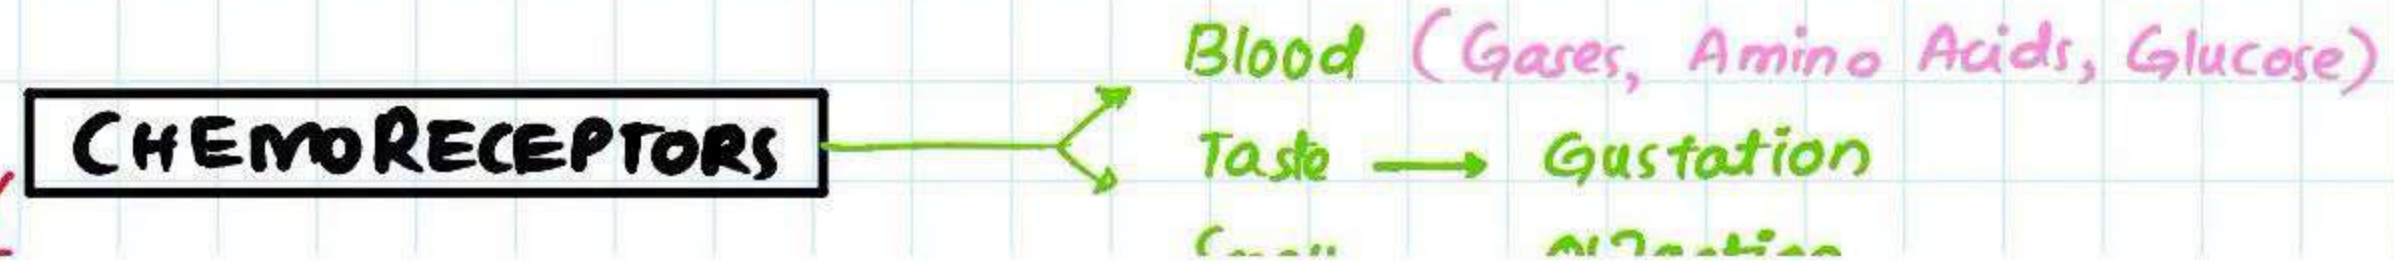 Blood (Gases, Amino Acids, Glucose)
CHEMORECEPTORS
Taste → Gustation